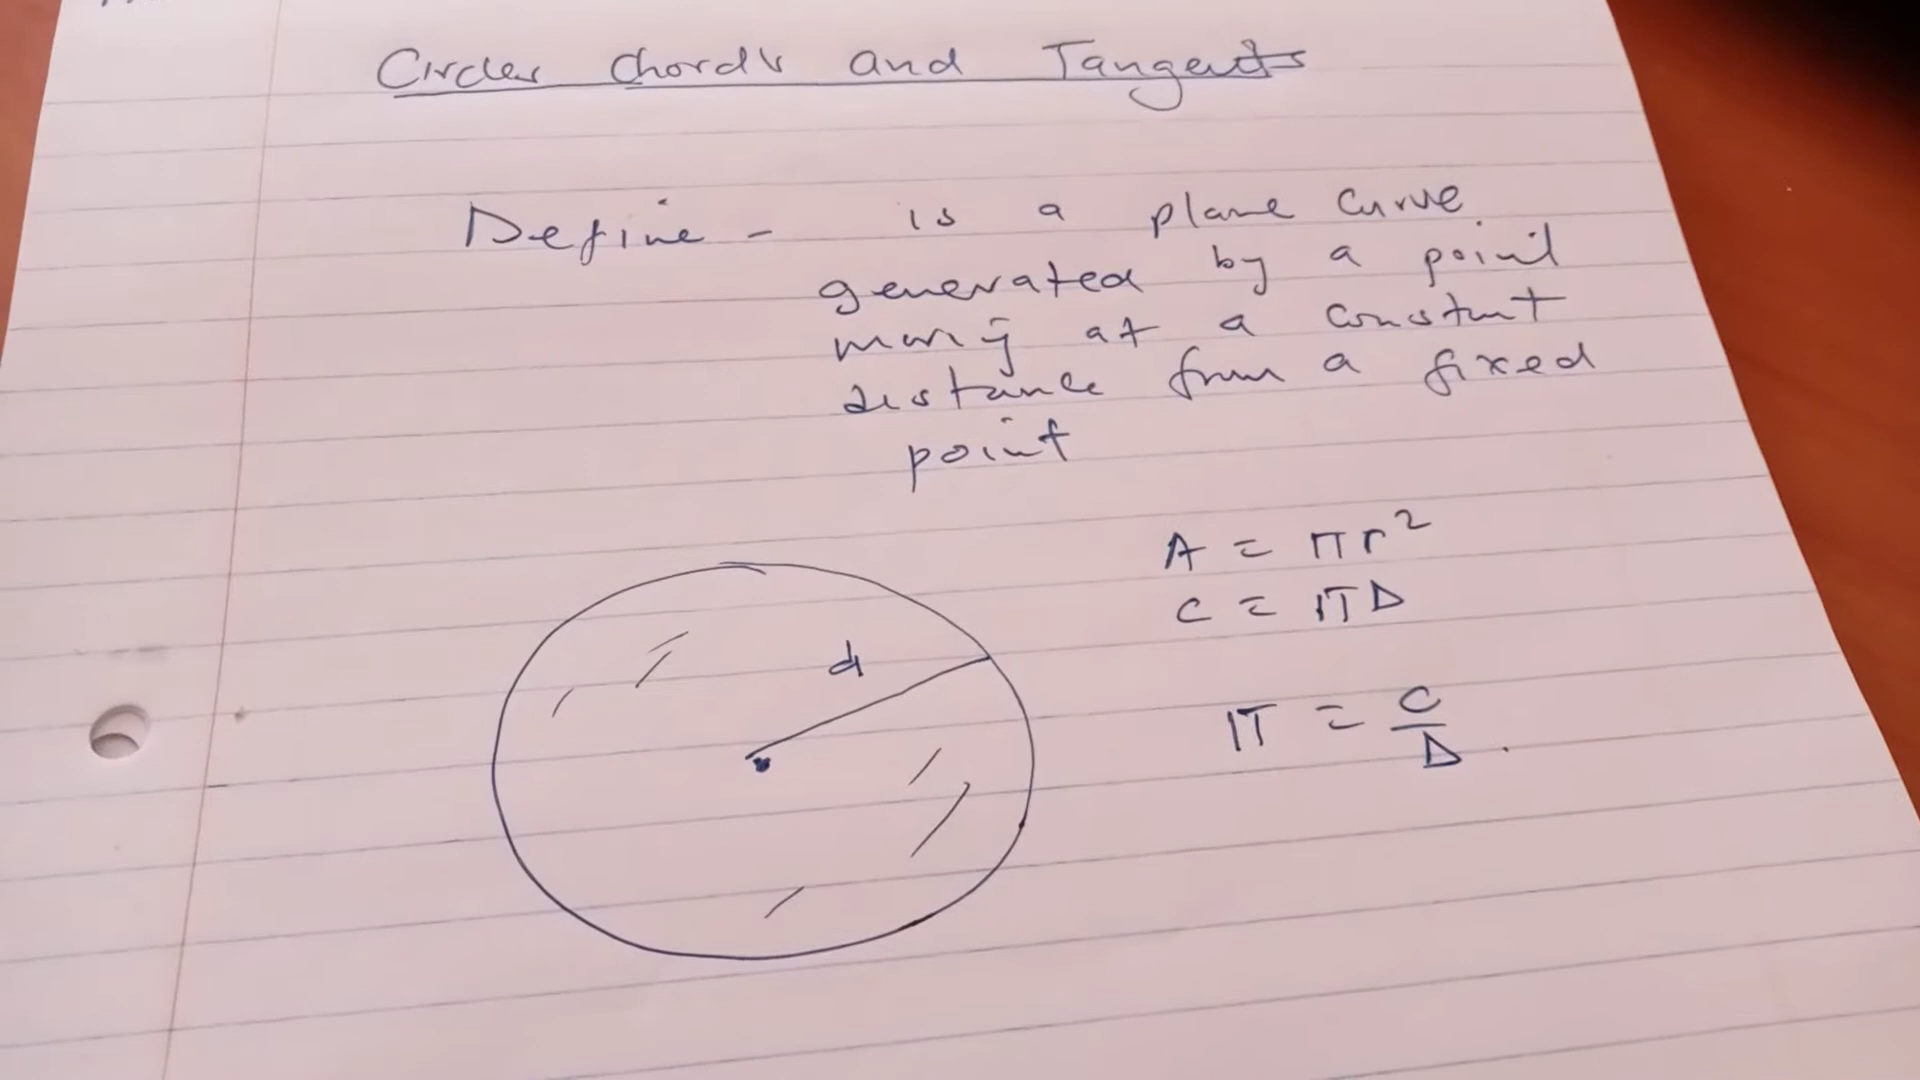 Circles Chords and Tangents
Define - is a plane curve
generated by a point
moving at a constant
distance from a fixed
point
A = πr²
C = πD
d
π = C/D.